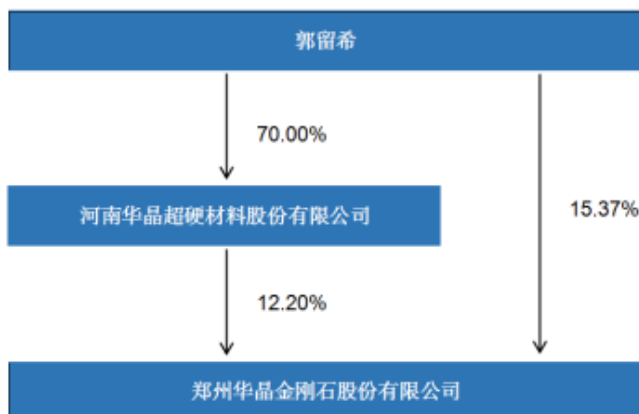 郭留希
70.00%
河南华晶超硬材料股份有限公司
15.37%
12.20%
郑州华晶金刚石股份有限公司